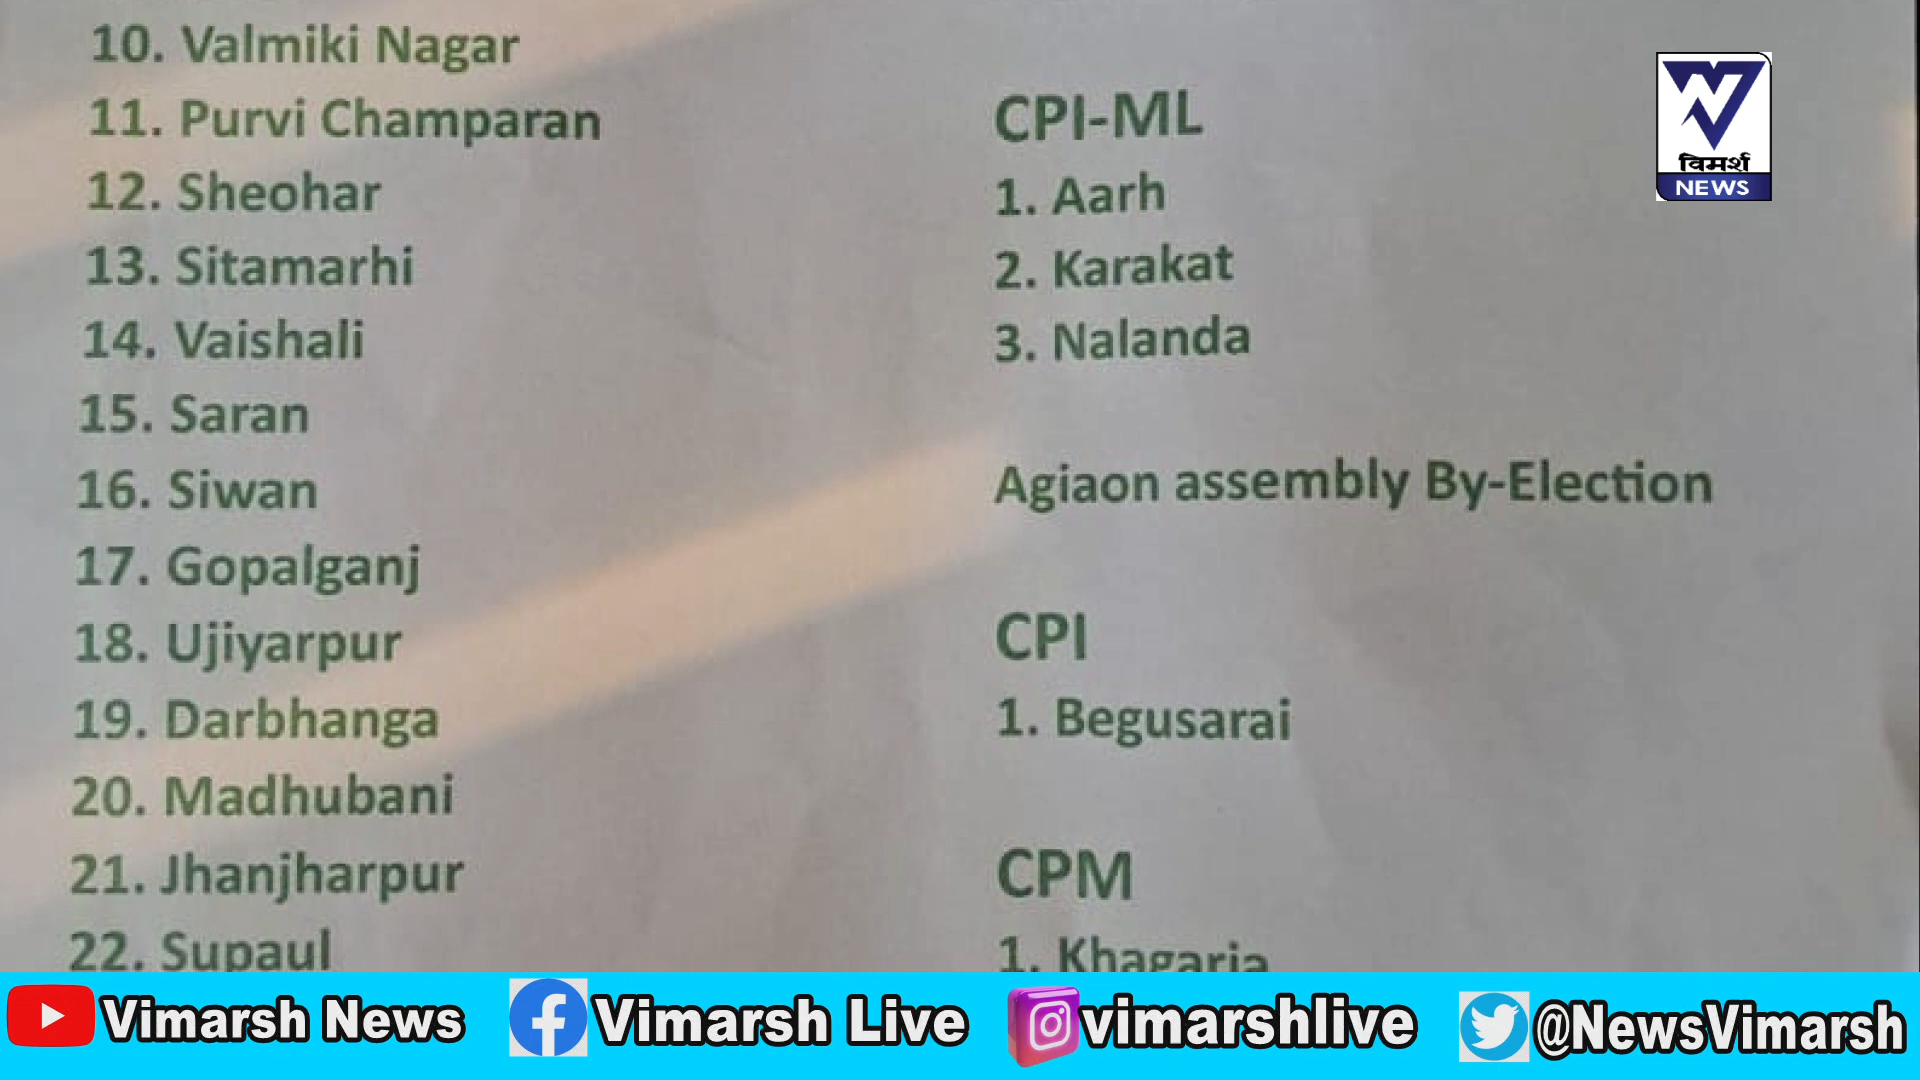 10. Valmiki Nagar
11. Purvi Champaran
12. Sheohar
13. Sitamarhi
14. Vaishali
15. Saran
16. Siwan
17. Gopalganj
18. Ujiyarpur
19. Darbhanga
20. Madhubani
21. Jhanjharpur
22. Supaul
CPI-ML
1. Aarh
2. Karakat
3. Nalanda
Agiaon assembly By-Election
CPI
1. Begusarai
CPM
1. Khagaria
विमर्श
NEWS
Vimarsh News
Vimarsh Live
vimarshlive
@NewsVimarsh